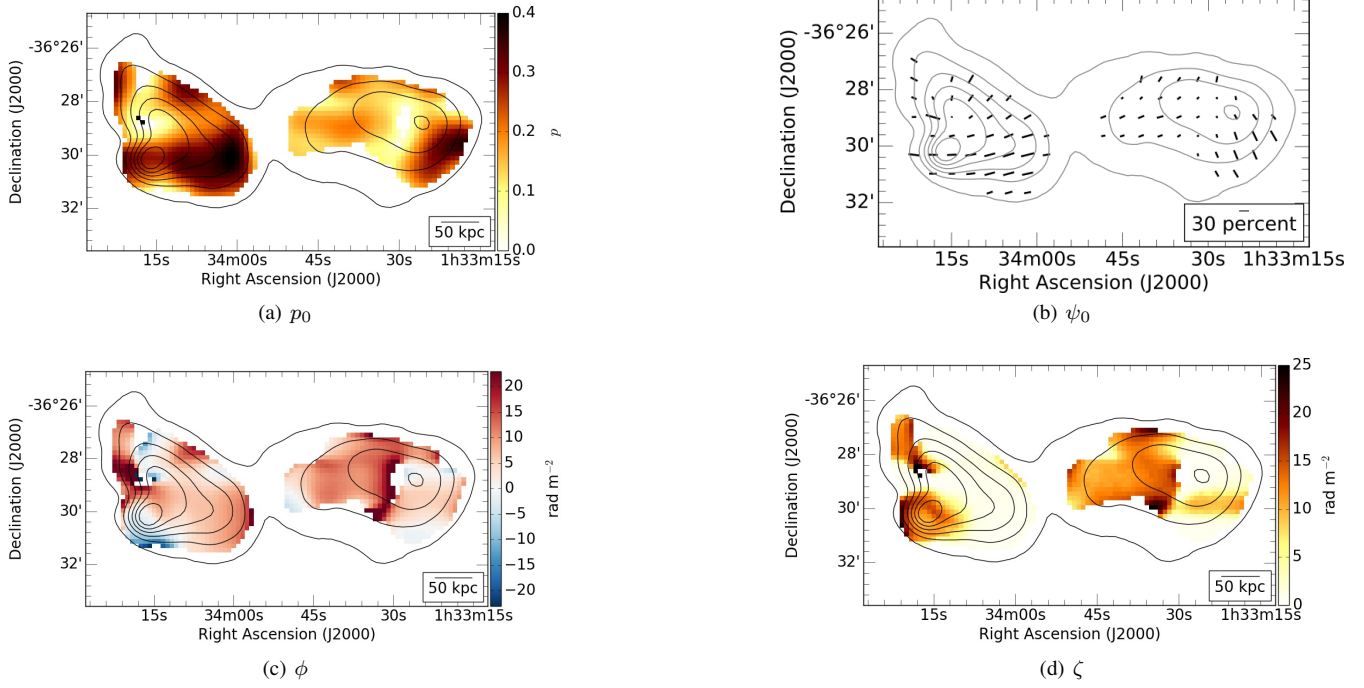 -36°26'
28'
30'
32'
Declination (J2000)
15s 34m00s 45s 30s 1h33m15s
Right Ascension (J2000)
50 kpc
0.4
0.3
0.2
0.1
0.0
p
(a) p₀
-36°26'
28'
30'
32'
Declination (J2000)
15s 34m00s 45s 30s 1h33m15s
Right Ascension (J2000)
30 percent
(b) ψ₀
-36°26'
28'
30'
32'
Declination (J2000)
15s 34m00s 45s 30s 1h33m15s
Right Ascension (J2000)
50 kpc
20
15
10
5
0
−5
−10
−15
−20
rad m⁻²
(c) ϕ
-36°26'
28'
30'
32'
Declination (J2000)
15s 34m00s 45s 30s 1h33m15s
Right Ascension (J2000)
50 kpc
25
20
15
10
5
0
rad m⁻²
(d) ζ